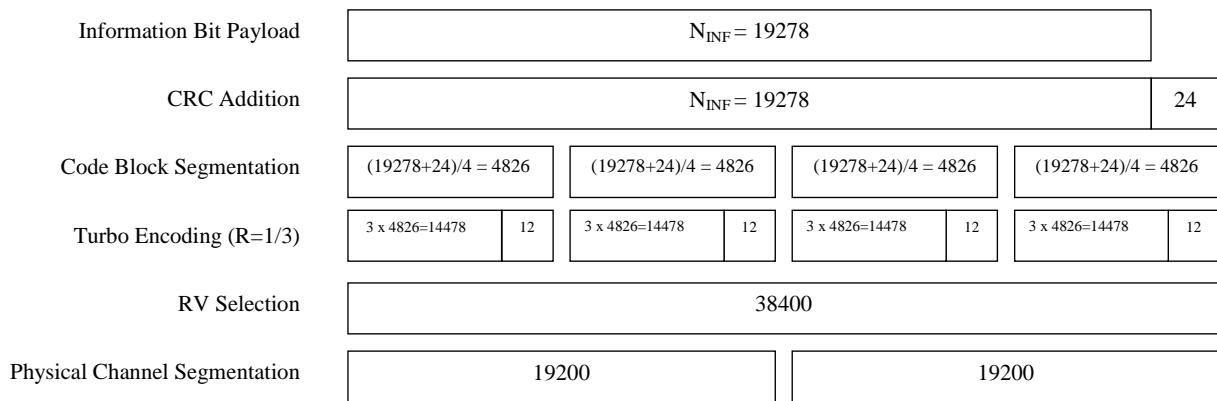 Information Bit Payload N_INF = 19278
CRC Addition N_INF = 19278 24
Code Block Segmentation (19278+24)/4 = 4826 (19278+24)/4 = 4826 (19278+24)/4 = 4826 (19278+24)/4 = 4826
Turbo Encoding (R=1/3) 3 x 4826=14478 12 3 x 4826=14478 12 3 x 4826=14478 12 3 x 4826=14478 12
RV Selection 38400
Physical Channel Segmentation 19200 19200